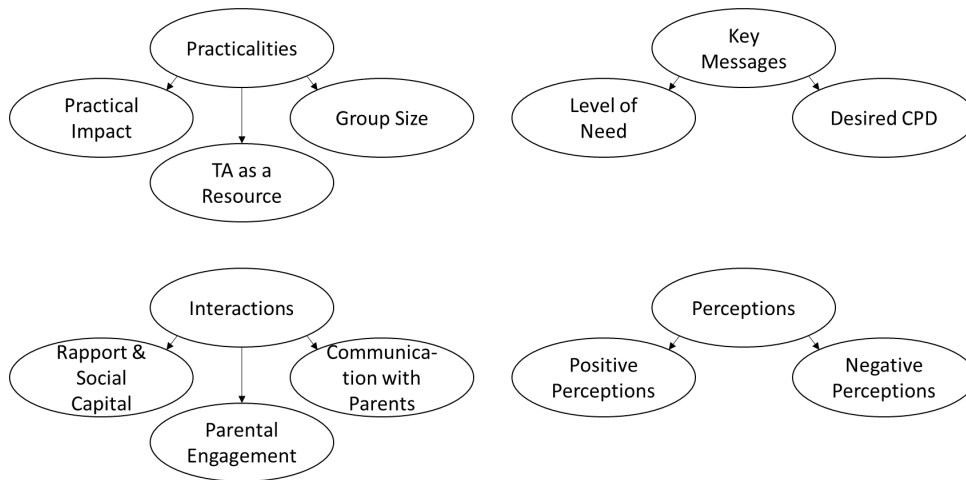 Practicalities
Practical
Impact
Group Size
TA as a
Resource
Key
Messages
Level of
Need
Desired CPD
Interactions
Rapport &
Social
Capital
Communica-
tion with
Parents
Parental
Engagement
Perceptions
Positive
Perceptions
Negative
Perceptions